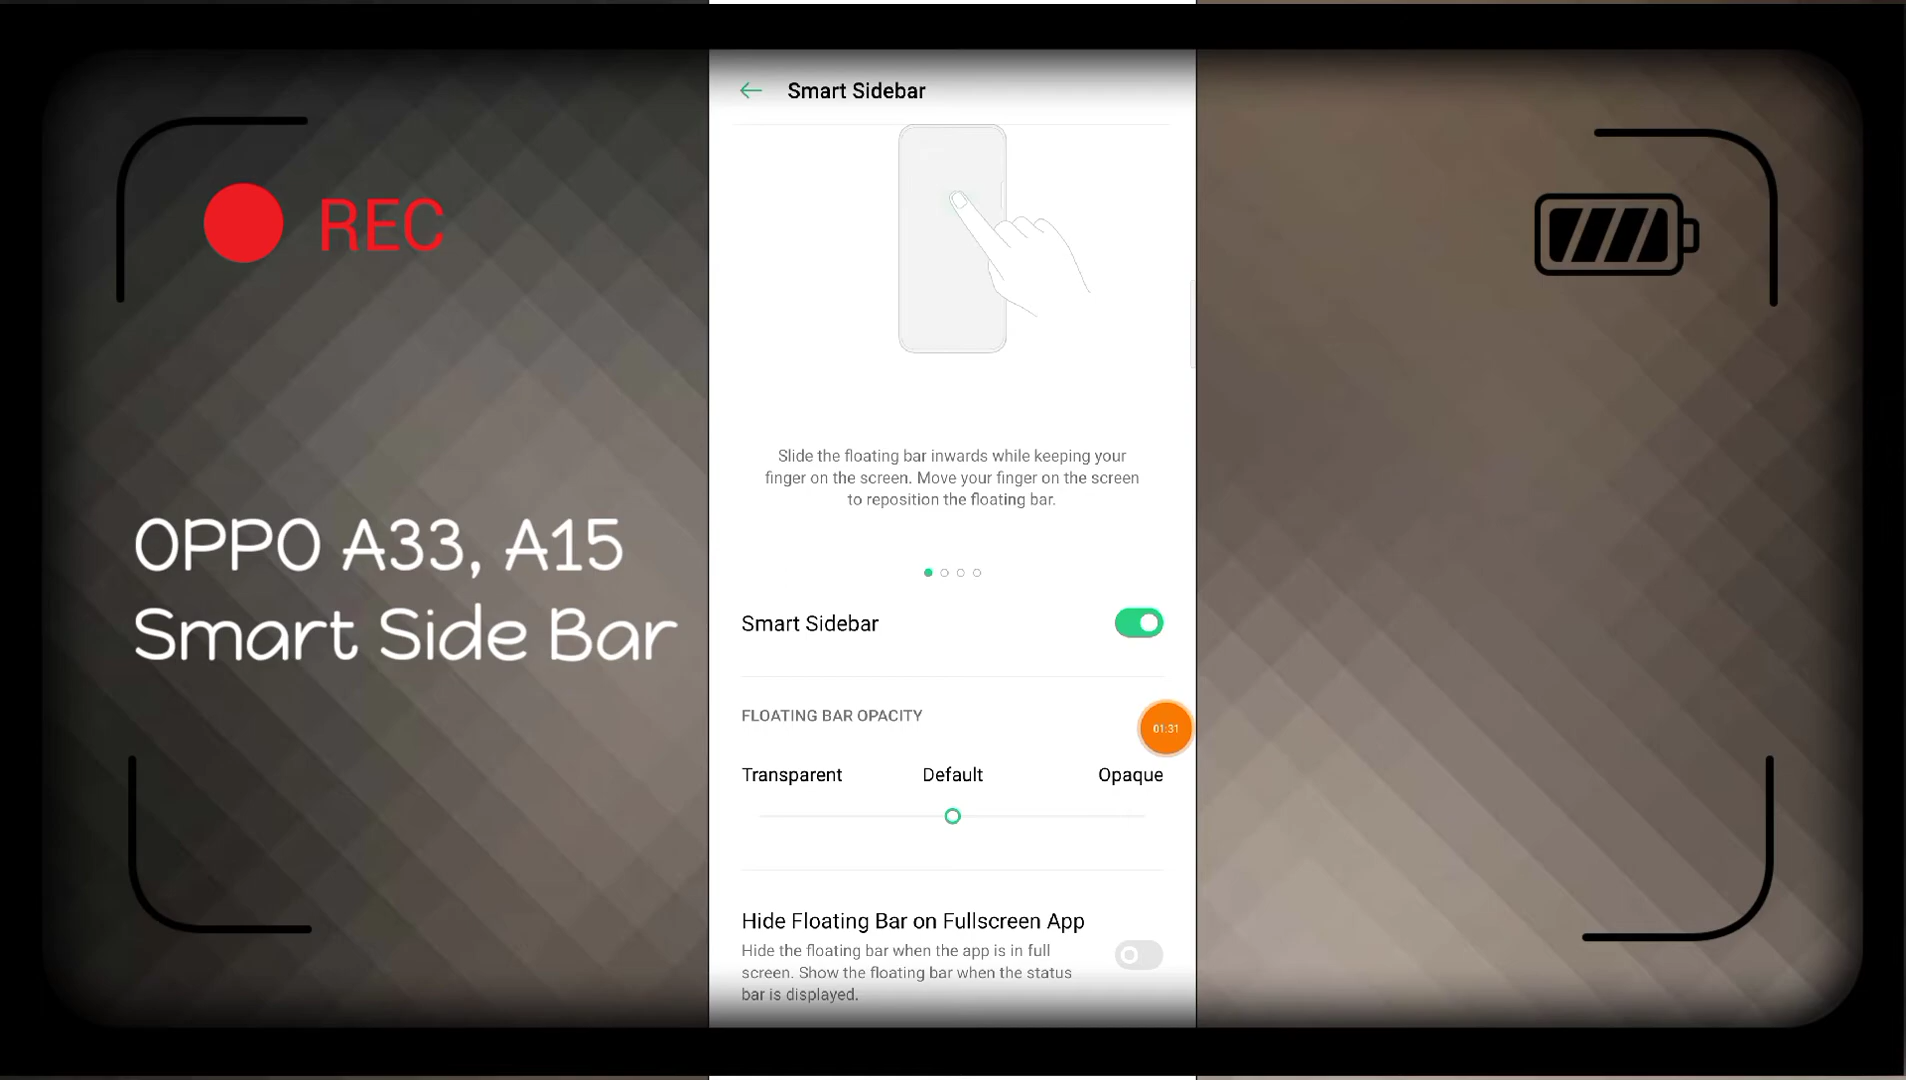 Smart Sidebar
REC
Slide the floating bar inwards while keeping your
finger on the screen. Move your finger on the screen
to reposition the floating bar.
OPPO A33, A15
Smart Side Bar
Smart Sidebar
FLOATING BAR OPACITY
01:31
Transparent Default Opaque
Hide Floating Bar on Fullscreen App
Hide the floating bar when the app is in full
screen. Show the floating bar when the status
bar is displayed.